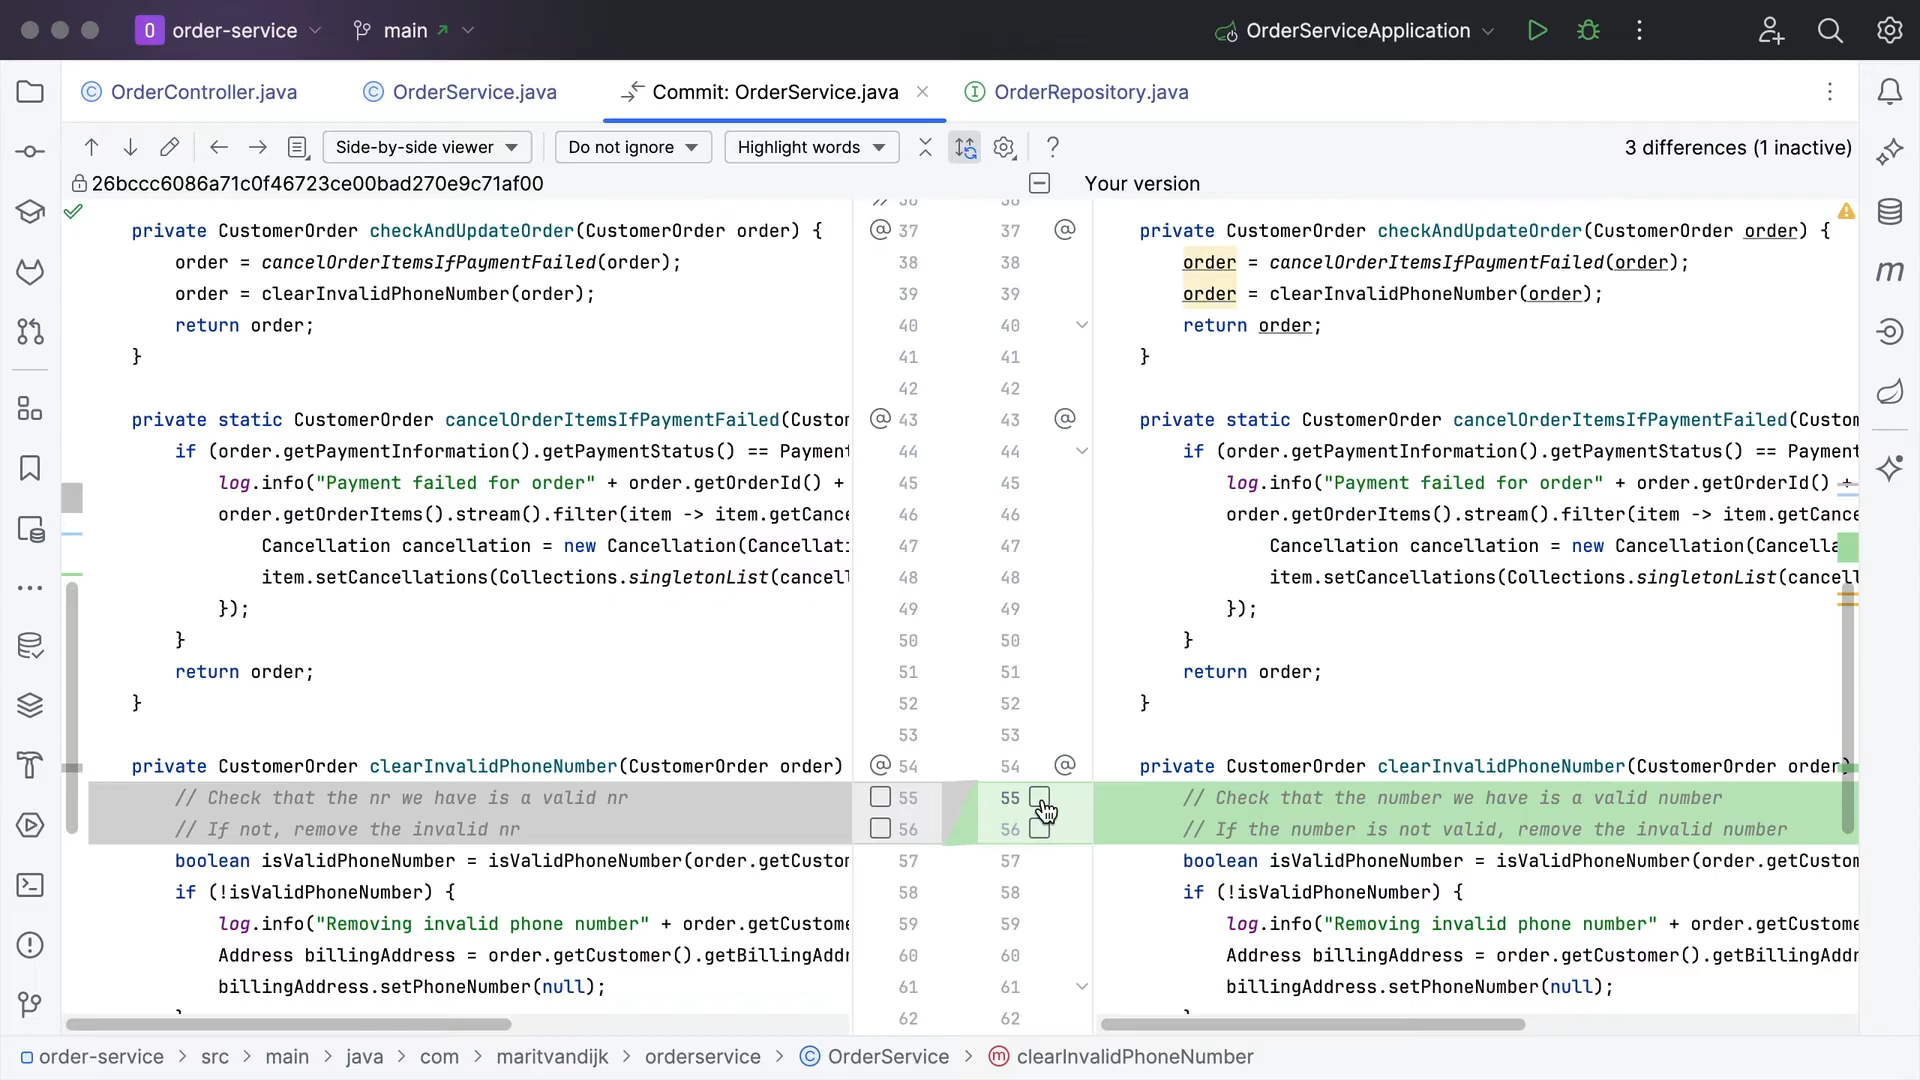 O order-service main OrderServiceApplication
OrderController.java OrderService.java Commit: OrderService.java OrderRepository.java
Side-by-side viewer Do not ignore Highlight words ? 3 differences (1 inactive)
26bccc6086a71c0f46723ce00bad270e9c71af00 Your version
private CustomerOrder checkAndUpdateOrder(CustomerOrder order) { @ 37 37 @ private CustomerOrder checkAndUpdateOrder(CustomerOrder order) {
order = cancelOrderItemsIfPaymentFailed(order); 38 38 order = cancelOrderItemsIfPaymentFailed(order);
order = clearInvalidPhoneNumber(order); 39 39 order = clearInvalidPhoneNumber(order);
return order; 40 40 return order;
} 41 41 }
42 42
private static CustomerOrder cancelOrderItemsIfPaymentFailed(Custom @ 43 43 @ private static CustomerOrder cancelOrderItemsIfPaymentFailed(Custom
if (order.getPaymentInformation().getPaymentStatus() == Payment 44 44 if (order.getPaymentInformation().getPaymentStatus() == Payment
log.info("Payment failed for order" + order.getOrderId() + 45 45 log.info("Payment failed for order" + order.getOrderId() +
order.getOrderItems().stream().filter(item -> item.getCance 46 46 order.getOrderItems().stream().filter(item -> item.getCance
Cancellation cancellation = new Cancellation(Cancellati 47 47 Cancellation cancellation = new Cancellation(Cancella
item.setCancellations(Collections.singletonList(cancell 48 48 item.setCancellations(Collections.singletonList(cancell
}); 49 49 });
} 50 50 }
return order; 51 51 return order;
} 52 52 }
53 53
private CustomerOrder clearInvalidPhoneNumber(CustomerOrder order) @ 54 54 @ private CustomerOrder clearInvalidPhoneNumber(CustomerOrder order)
// Check that the nr we have is a valid nr 55 55 // Check that the number we have is a valid number
// If not, remove the invalid nr 56 56 // If the number is not valid, remove the invalid number
boolean isValidPhoneNumber = isValidPhoneNumber(order.getCustom 57 57 boolean isValidPhoneNumber = isValidPhoneNumber(order.getCustom
if (!isValidPhoneNumber) { 58 58 if (!isValidPhoneNumber) {
log.info("Removing invalid phone number" + order.getCustome 59 59 log.info("Removing invalid phone number" + order.getCustome
Address billingAddress = order.getCustomer().getBillingAddr 60 60 Address billingAddress = order.getCustomer().getBillingAddr
billingAddress.setPhoneNumber(null); 61 61 billingAddress.setPhoneNumber(null);
62 62
order-service > src > main > java > com > maritvandijk > orderservice > OrderService > clearInvalidPhoneNumber